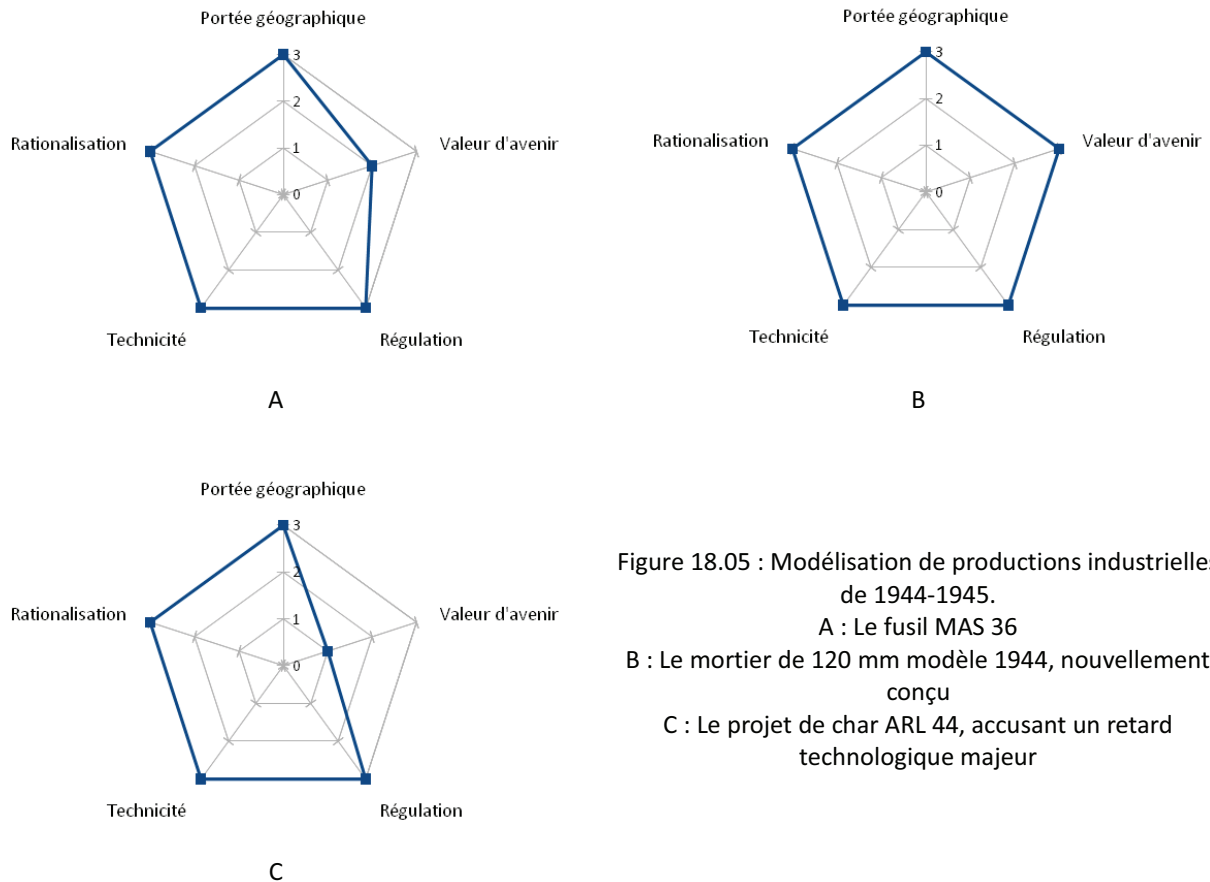 Portée géographique
3
2
1
0
Rationalisation
Valeur d'avenir
Technicité
Régulation
A
Portée géographique
3
2
1
0
Rationalisation
Valeur d'avenir
Technicité
Régulation
B
Portée géographique
3
2
1
0
Rationalisation
Valeur d'avenir
Technicité
Régulation
C
Figure 18.05 : Modélisation de productions industrielles
de 1944-1945.
A : Le fusil MAS 36
B : Le mortier de 120 mm modèle 1944, nouvellement
conçu
C : Le projet de char ARL 44, accusant un retard
technologique majeur